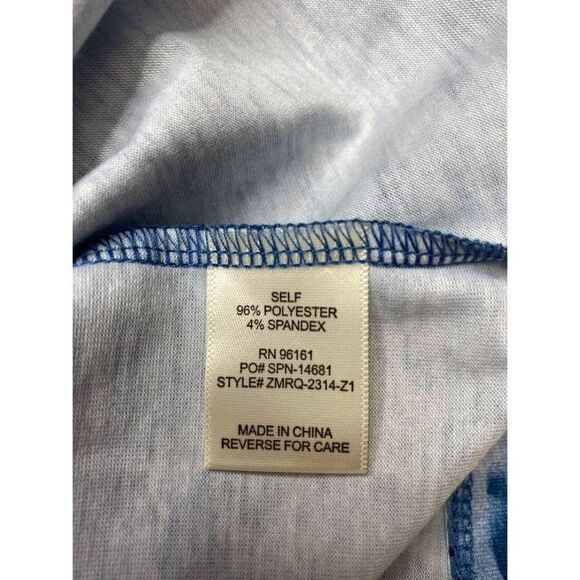 SELF
96% POLYESTER
4% SPANDEX
RN 96161
PO# SPN-14681
STYLE# ZMRQ-2314-Z1
MADE IN CHINA
REVERSE FOR CARE